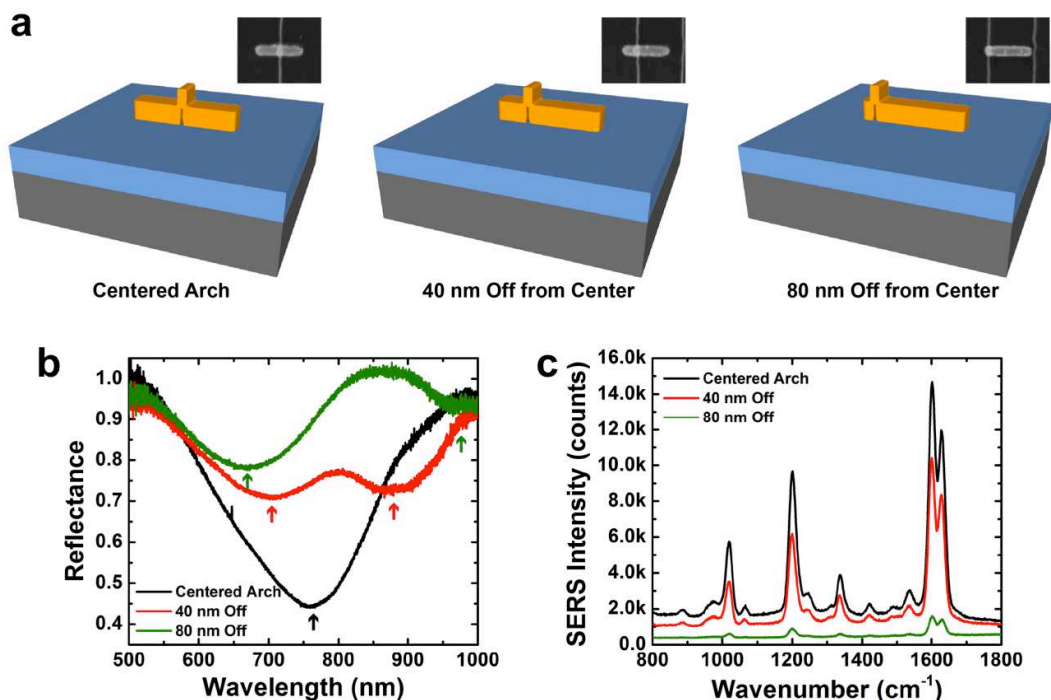 a
Centered Arch
40 nm Off from Center
80 nm Off from Center
b
1.0
0.9
0.8
0.7
0.6
0.5
0.4
Reflectance
Centered Arch
40 nm Off
80 nm Off
500 600 700 800 900 1000
Wavelength (nm)
c
16.0k
14.0k
12.0k
10.0k
8.0k
6.0k
4.0k
2.0k
0.0
SERS Intensity (counts)
Centered Arch
40 nm Off
80 nm Off
800 1000 1200 1400 1600 1800
Wavenumber (cm⁻¹)